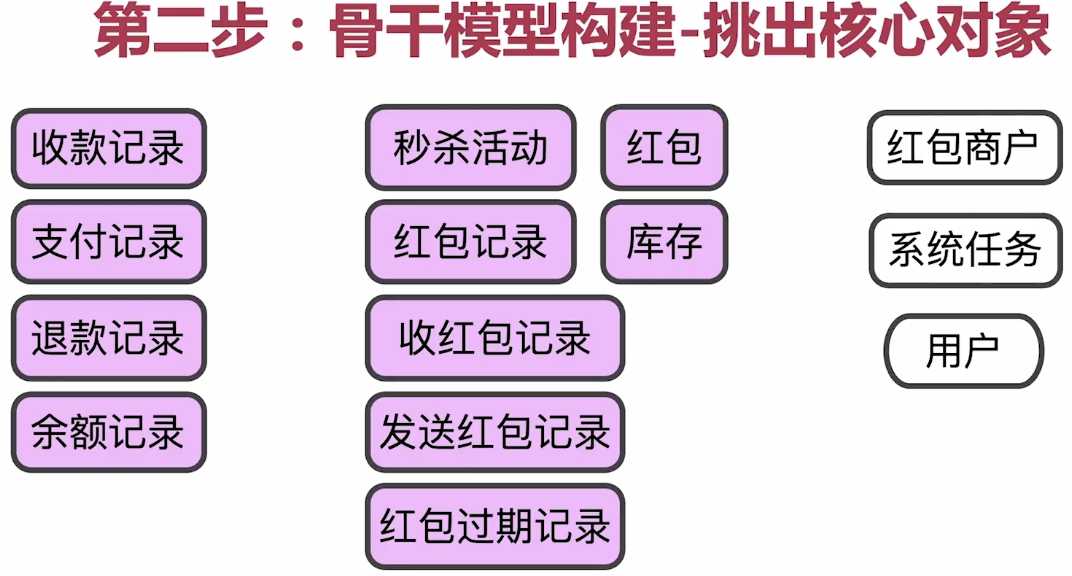 第二步：骨干模型构建-挑出核心对象
收款记录
支付记录
退款记录
余额记录
秒杀活动
红包
红包记录
库存
收红包记录
发送红包记录
红包过期记录
红包商户
系统任务
用户